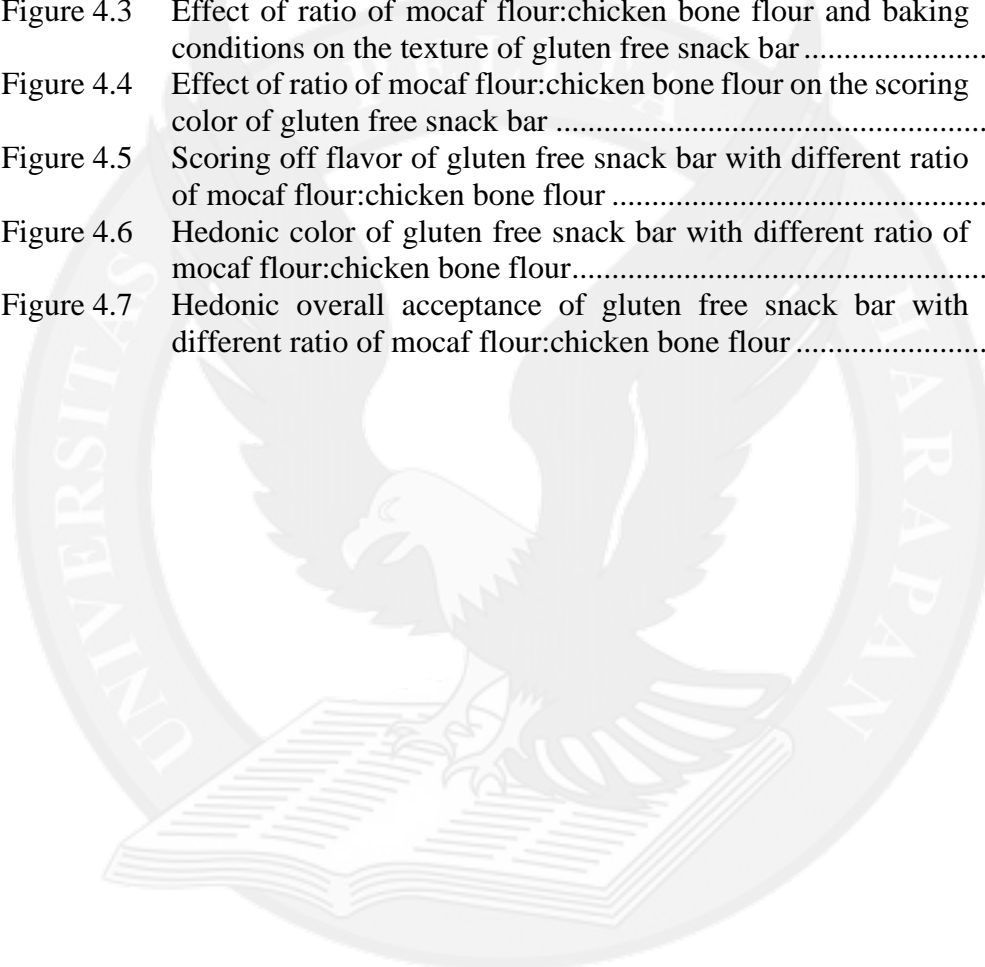 Figure 4.3 Effect of ratio of mocaf flour:chicken bone flour and baking
conditions on the texture of gluten free snack bar ......................
Figure 4.4 Effect of ratio of mocaf flour:chicken bone flour on the scoring
color of gluten free snack bar ...............................................
Figure 4.5 Scoring off flavor of gluten free snack bar with different ratio
of mocaf flour:chicken bone flour .........................................
Figure 4.6 Hedonic color of gluten free snack bar with different ratio of
mocaf flour:chicken bone flour..............................................
Figure 4.7 Hedonic overall acceptance of gluten free snack bar with
different ratio of mocaf flour:chicken bone flour .......................
UNIVERSITAS PELITA HARAPAN